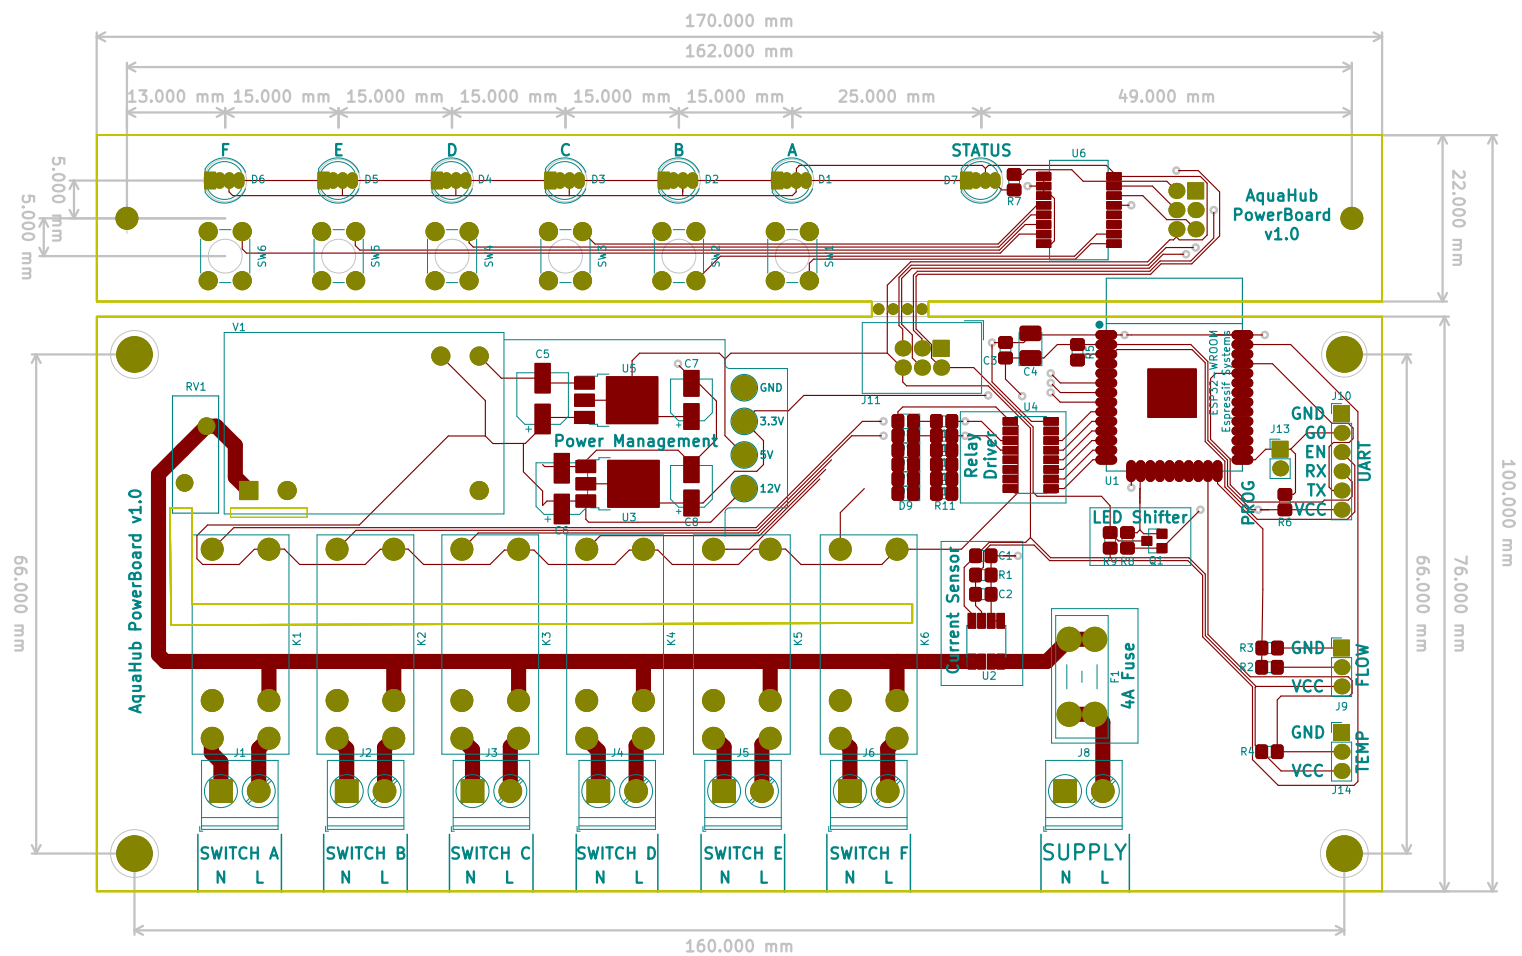 170.000 mm
162.000 mm
13.000 mm
15.000 mm
15.000 mm
15.000 mm
15.000 mm
15.000 mm
25.000 mm
49.000 mm
5.000 mm
5.000 mm
F
E
D
C
B
A
STATUS
U6
D6
D5
D4
D3
D2
D1
D7
R7
AquaHub
PowerBoard
v1.0
22.000 mm
SW6
SW5
SW4
SW3
SW2
SW1
V1
RV1
C5
U5
C7
GND
3.3V
5V
12V
Power Management
C6
U3
C8
J11
C3
C4
R5
ESP32-WROOM
Espressif Systems
U1
U4
Relay
Driver
D9
R11
J13
J10
GND
G0
EN
RX
TX
VCC
UART
PROG
R6
LED Shifter
R9
R8
Q1
100.000 mm
76.000 mm
66.000 mm
66.000 mm
AquaHub PowerBoard v1.0
K1
K2
K3
K4
K5
K6
Current Sensor
C1
R1
C2
U2
4A Fuse
F1
R3
R2
GND
VCC
FLOW
J9
R4
GND
VCC
TEMP
J14
J1
J2
J3
J4
J5
J6
J8
SWITCH A
N L
SWITCH B
N L
SWITCH C
N L
SWITCH D
N L
SWITCH E
N L
SWITCH F
N L
SUPPLY
N L
160.000 mm